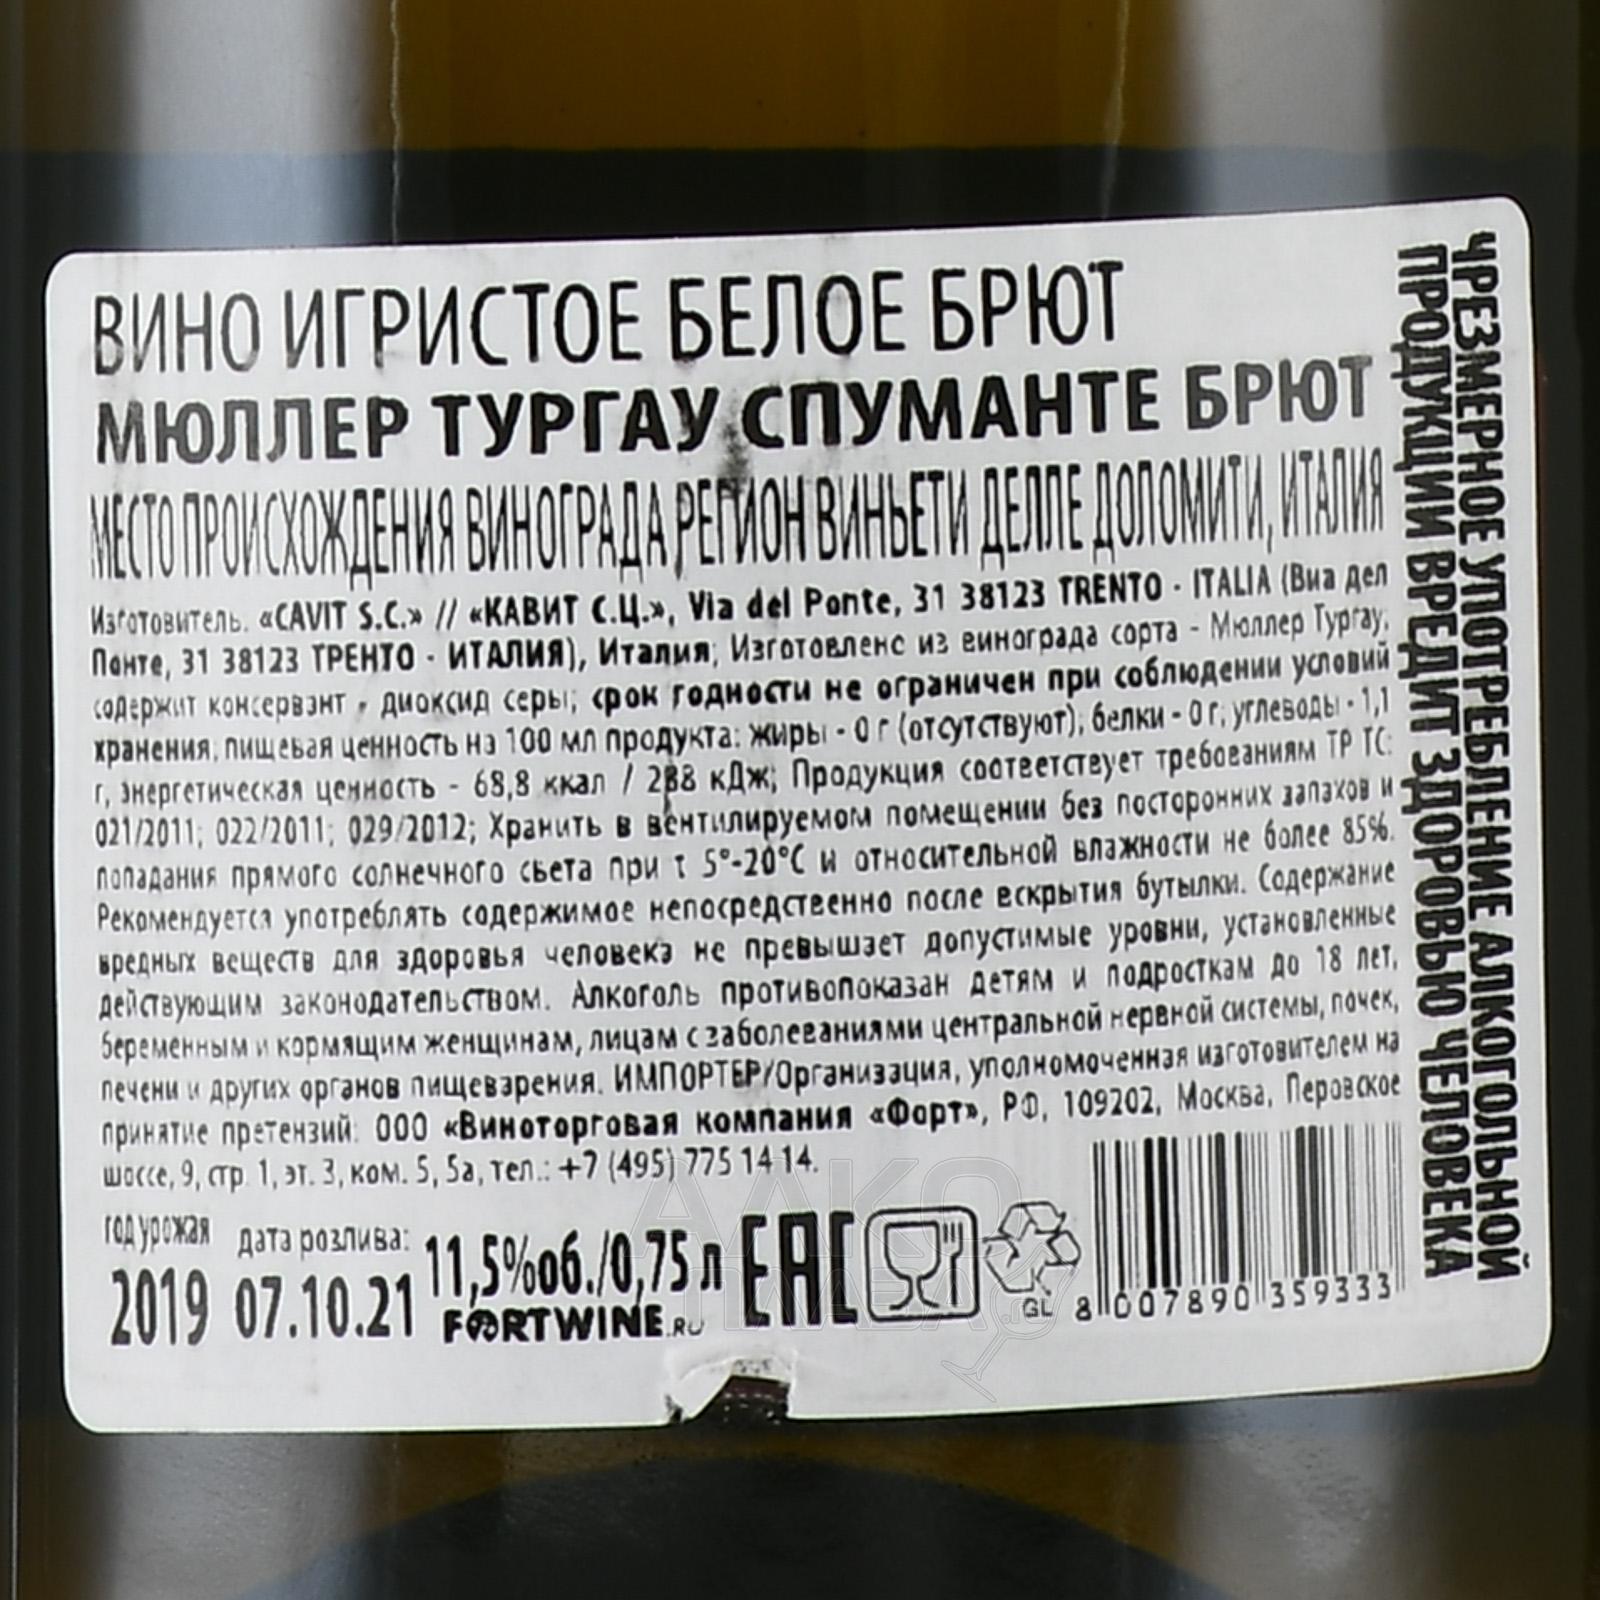 ВИНО ИГРИСТОЕ БЕЛОЕ БРЮТ
МЮЛЛЕР ТУРГАУ СПУМАНТЕ БРЮТ
МЕСТО ПРОИСХОЖДЕНИЯ ВИНОГРАДА РЕГИОН ВИНЬЕТИ ДЕЛЛЕ ДОЛОМИТИ, ИТАЛИЯ
Изготовитель: «CAVIT S.C.» // «КАВИТ С.Ц.», Via del Ponte, 31 38123 TRENTO - ITALIA (Виа дел
Понте, 31 38123 ТРЕНТО - ИТАЛИЯ), Италия; Изготовлено из винограда сорта - Мюллер Тургау;
содержит консервант - диоксид серы; срок годности не ограничен при соблюдении условий
хранения; пищевая ценность на 100 мл продукта: жиры - 0 г (отсутствуют), белки - 0 г, углеводы - 1,1
г, энергетическая ценность - 68,8 ккал / 288 кДж; Продукция соответствует требованиям ТР ТС:
021/2011; 022/2011; 029/2012; Хранить в вентилируемом помещении без посторонних запахов и
попадания прямого солнечного света при t 5°-20°С и относительной влажности не более 85%.
Рекомендуется употреблять содержимое непосредственно после вскрытия бутылки. Содержание
вредных веществ для здоровья человека не превышает допустимые уровни, установленные
действующим законодательством. Алкоголь противопоказан детям и подросткам до 18 лет,
беременным и кормящим женщинам, лицам с заболеваниями центральной нервной системы, почек,
печени и других органов пищеварения. ИМПОРТЕР/Организация, уполномоченная изготовителем на
принятие претензий: ООО «Виноторговая компания «Форт», РФ, 109202, Москва, Перовское
шоссе, 9, стр. 1, эт. 3, ком. 5, 5а, тел.: +7 (495) 775 14 14.
год урожая дата розлива: 11,5%об./0,75 л
2019 07.10.21 FORTWINE.RU
EAC
GL
8 007890 359333
ЧРЕЗМЕРНОЕ УПОТРЕБЛЕНИЕ АЛКОГОЛЬНОЙ
ПРОДУКЦИИ ВРЕДИТ ЗДОРОВЬЮ ЧЕЛОВЕКА
АЛКО
ПЛАЗА